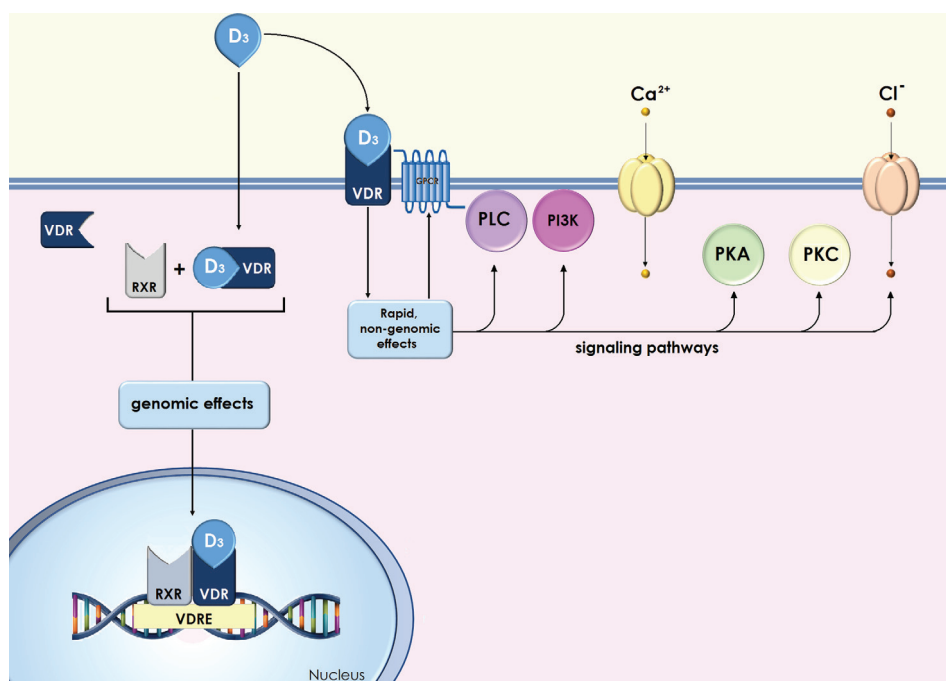 D3
D3
VDR
GPCR
PLC
PI3K
Ca2+
Cl-
VDR
RXR
+
D3
VDR
Rapid,
non-genomic
effects
PKA
PKC
signaling pathways
genomic effects
D3
RXR
VDR
VDRE
Nucleus